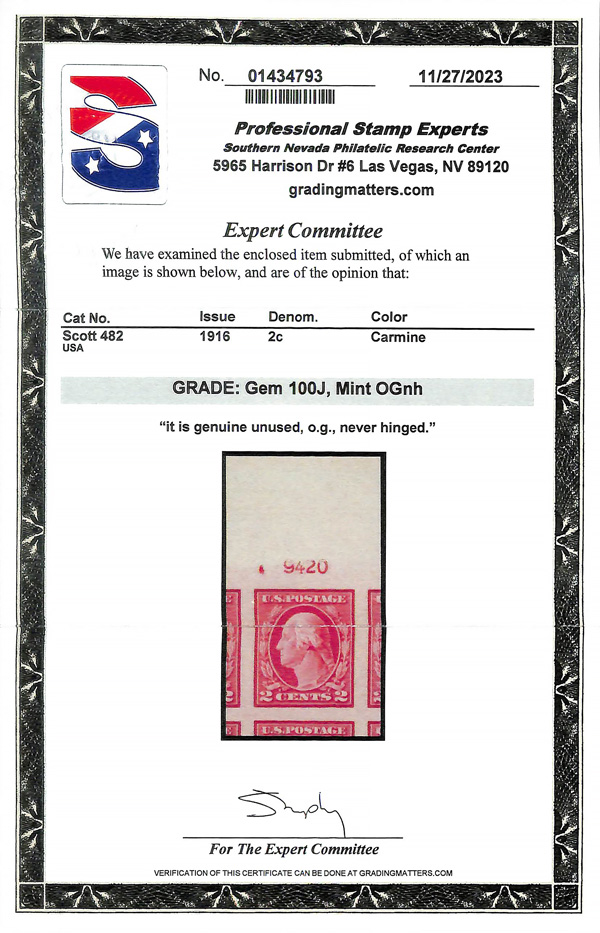 No. 01434793 11/27/2023
Professional Stamp Experts
Southern Nevada Philatelic Research Center
5965 Harrison Dr #6 Las Vegas, NV 89120
gradingmatters.com
Expert Committee
We have examined the enclosed item submitted, of which an
image is shown below, and are of the opinion that:
Cat No. Issue Denom. Color
Scott 482 1916 2c Carmine
USA
GRADE: Gem 100J, Mint OGnh
“it is genuine unused, o.g., never hinged.”
9420
E U.S.POSTAGE
2 2 CENTS 2 2
E U.S.POSTAGE
For The Expert Committee
VERIFICATION OF THIS CERTIFICATE CAN BE DONE AT GRADINGMATTERS.COM